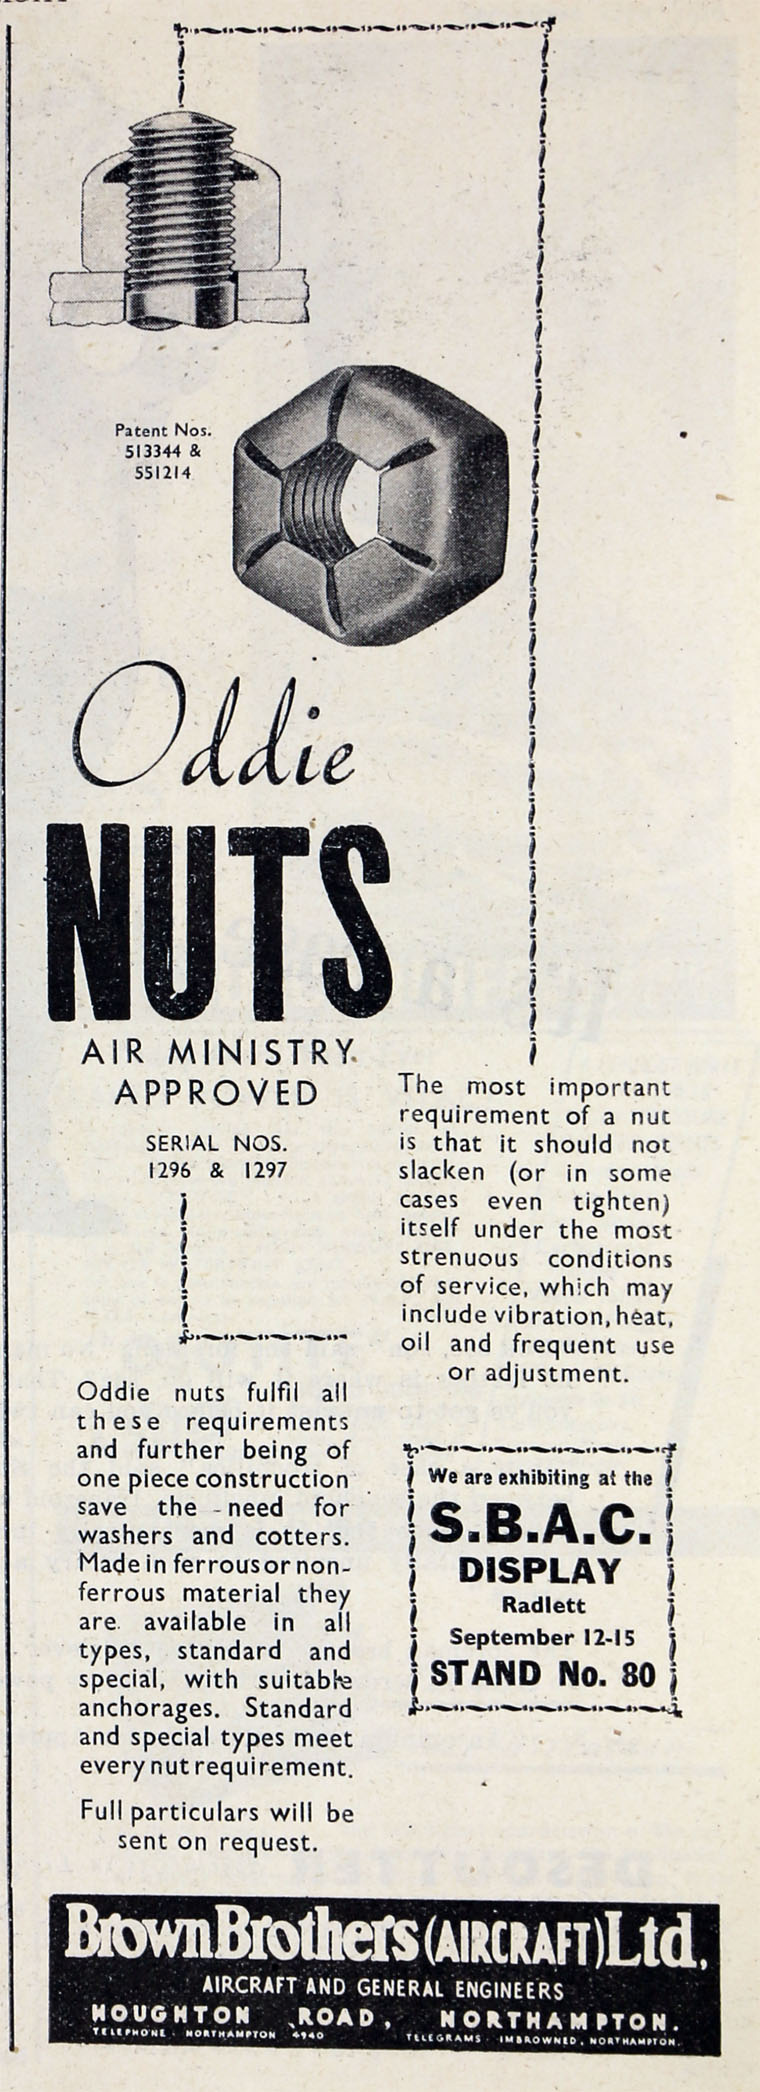 Patent Nos.
513344 &
551214
Oddie
NUTS
AIR MINISTRY
APPROVED
SERIAL NOS.
1296 & 1297
The most important
requirement of a nut
is that it should not
slacken (or in some
cases even tighten)
itself under the most
strenuous conditions
of service, which may
include vibration, heat,
oil and frequent use
or adjustment.
Oddie nuts fulfil all
these requirements
and further being of
one piece construction
save the need for
washers and cotters.
Made in ferrous or non-
ferrous material they
are available in all
types, standard and
special, with suitable
anchorages. Standard
and special types meet
every nut requirement.
Full particulars will be
sent on request.
We are exhibiting at the
S.B.A.C.
DISPLAY
Radlett
September 12-15
STAND No. 80
Brown Brothers (AIRCRAFT) Ltd,
AIRCRAFT AND GENERAL ENGINEERS
HOUGHTON ROAD, NORTHAMPTON.
TELEPHONE NORTHAMPTON 4940 TELEGRAMS IMBROWNED, NORTHAMPTON.